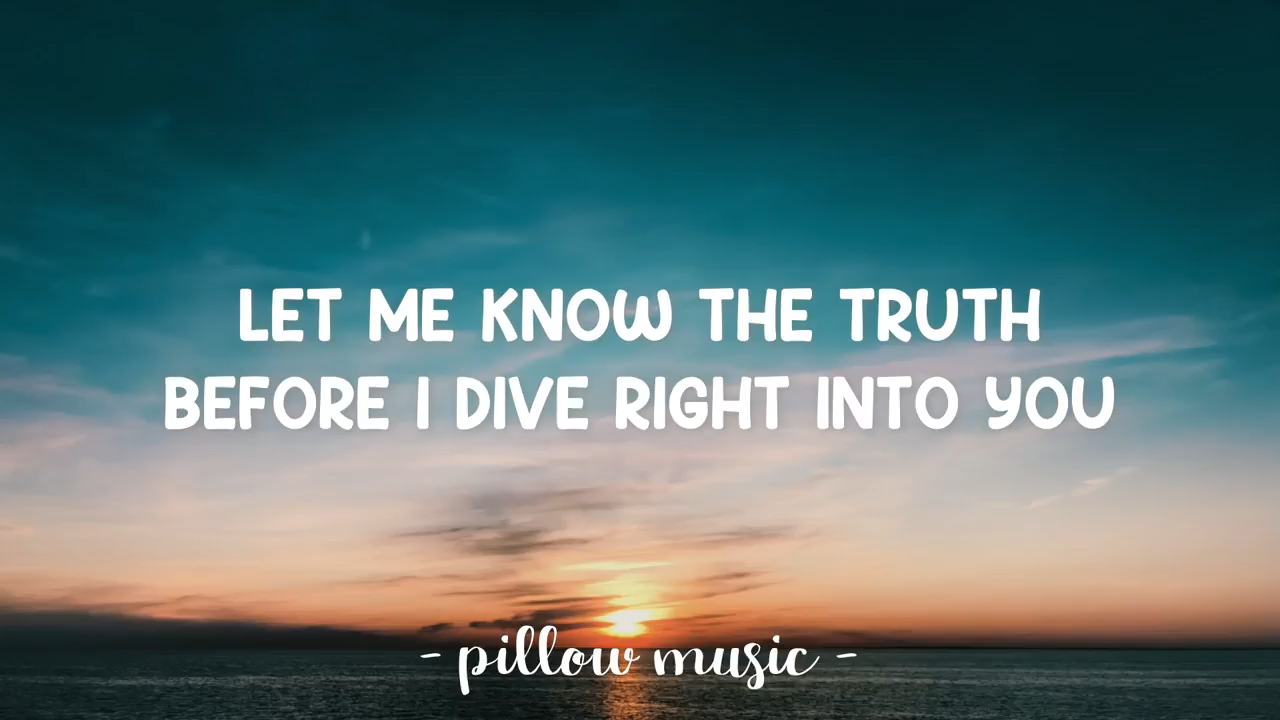 LET ME KNOW THE TRUTH
BEFORE I DIVE RIGHT INTO YOU
- pillow music -